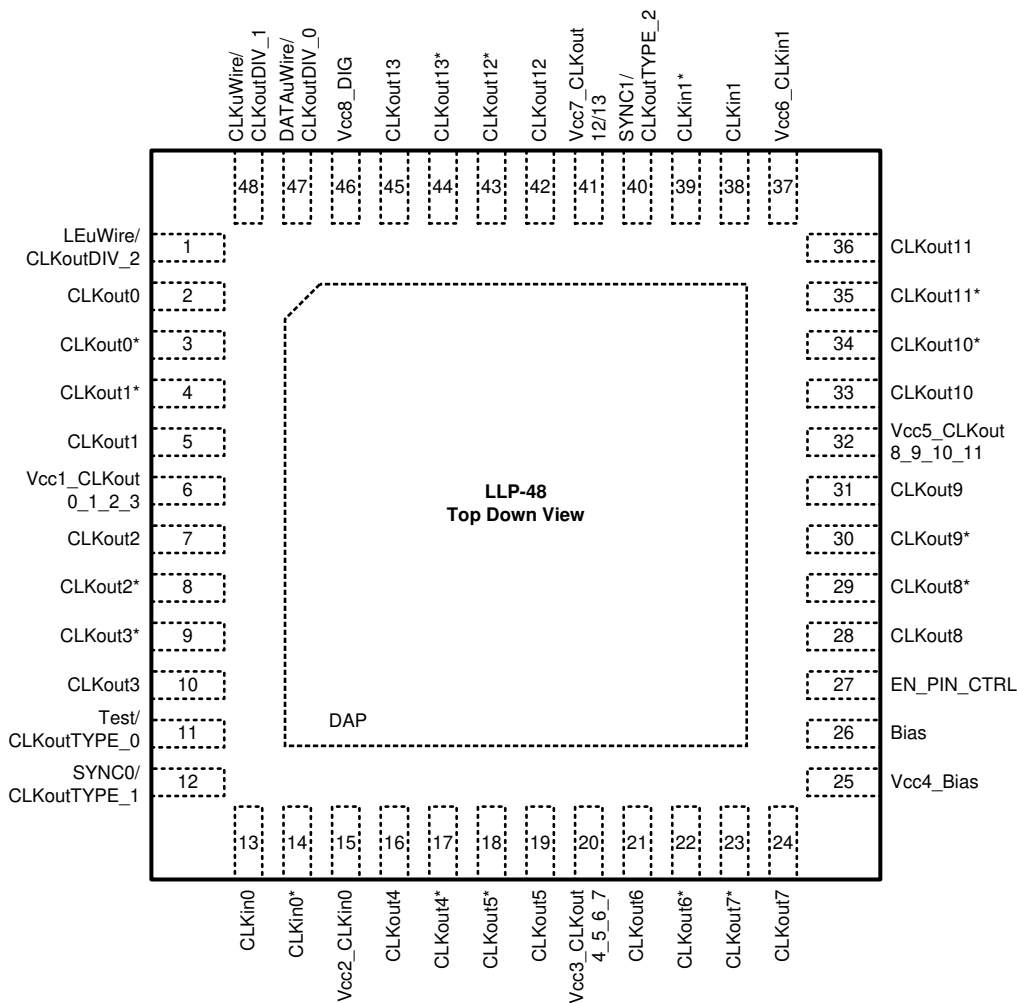 CLKuWire/
CLKoutDIV_1
DATAuWire/
CLKoutDIV_0
Vcc8_DIG
CLKout13
CLKout13*
CLKout12*
CLKout12
Vcc7_CLKout
12/13
SYNC1/
CLKoutTYPE_2
CLKin1*
CLKin1
Vcc6_CLKin1
48
47
46
45
44
43
42
41
40
39
38
37
LEuWire/
CLKoutDIV_2
1
CLKout0
2
CLKout0*
3
CLKout1*
4
CLKout1
5
Vcc1_CLKout
0_1_2_3
6
CLKout2
7
CLKout2*
8
CLKout3*
9
CLKout3
10
Test/
CLKoutTYPE_0
11
SYNC0/
CLKoutTYPE_1
12
LLP-48
Top Down View
DAP
36
CLKout11
35
CLKout11*
34
CLKout10*
33
CLKout10
32
Vcc5_CLKout
8_9_10_11
31
CLKout9
30
CLKout9*
29
CLKout8*
28
CLKout8
27
EN_PIN_CTRL
26
Bias
25
Vcc4_Bias
13
14
15
16
17
18
19
20
21
22
23
24
CLKin0
CLKin0*
Vcc2_CLKin0
CLKout4
CLKout4*
CLKout5*
CLKout5
Vcc3_CLKout
4_5_6_7
CLKout6
CLKout6*
CLKout7*
CLKout7